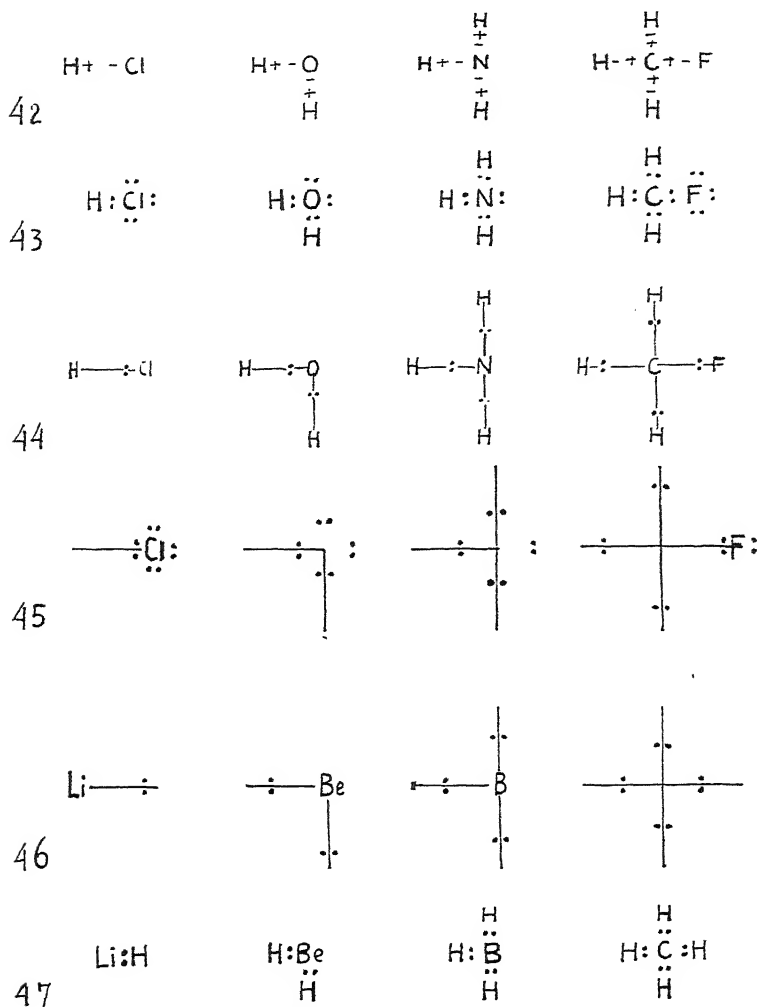 H H
H+ -Cl H+ -O H+ -N H- +C+ -F
H H H
42
H H
H:Cl: H:O: H:N: H:C:F:
H H H
43
H H
H—:Cl H—:O H—:—N H-:—C—:F
H H H
44
:Cl: : : :F:
45
Li—: :—Be :—B
46
H H
Li:H H:Be H:B H:C:H
H H H
47